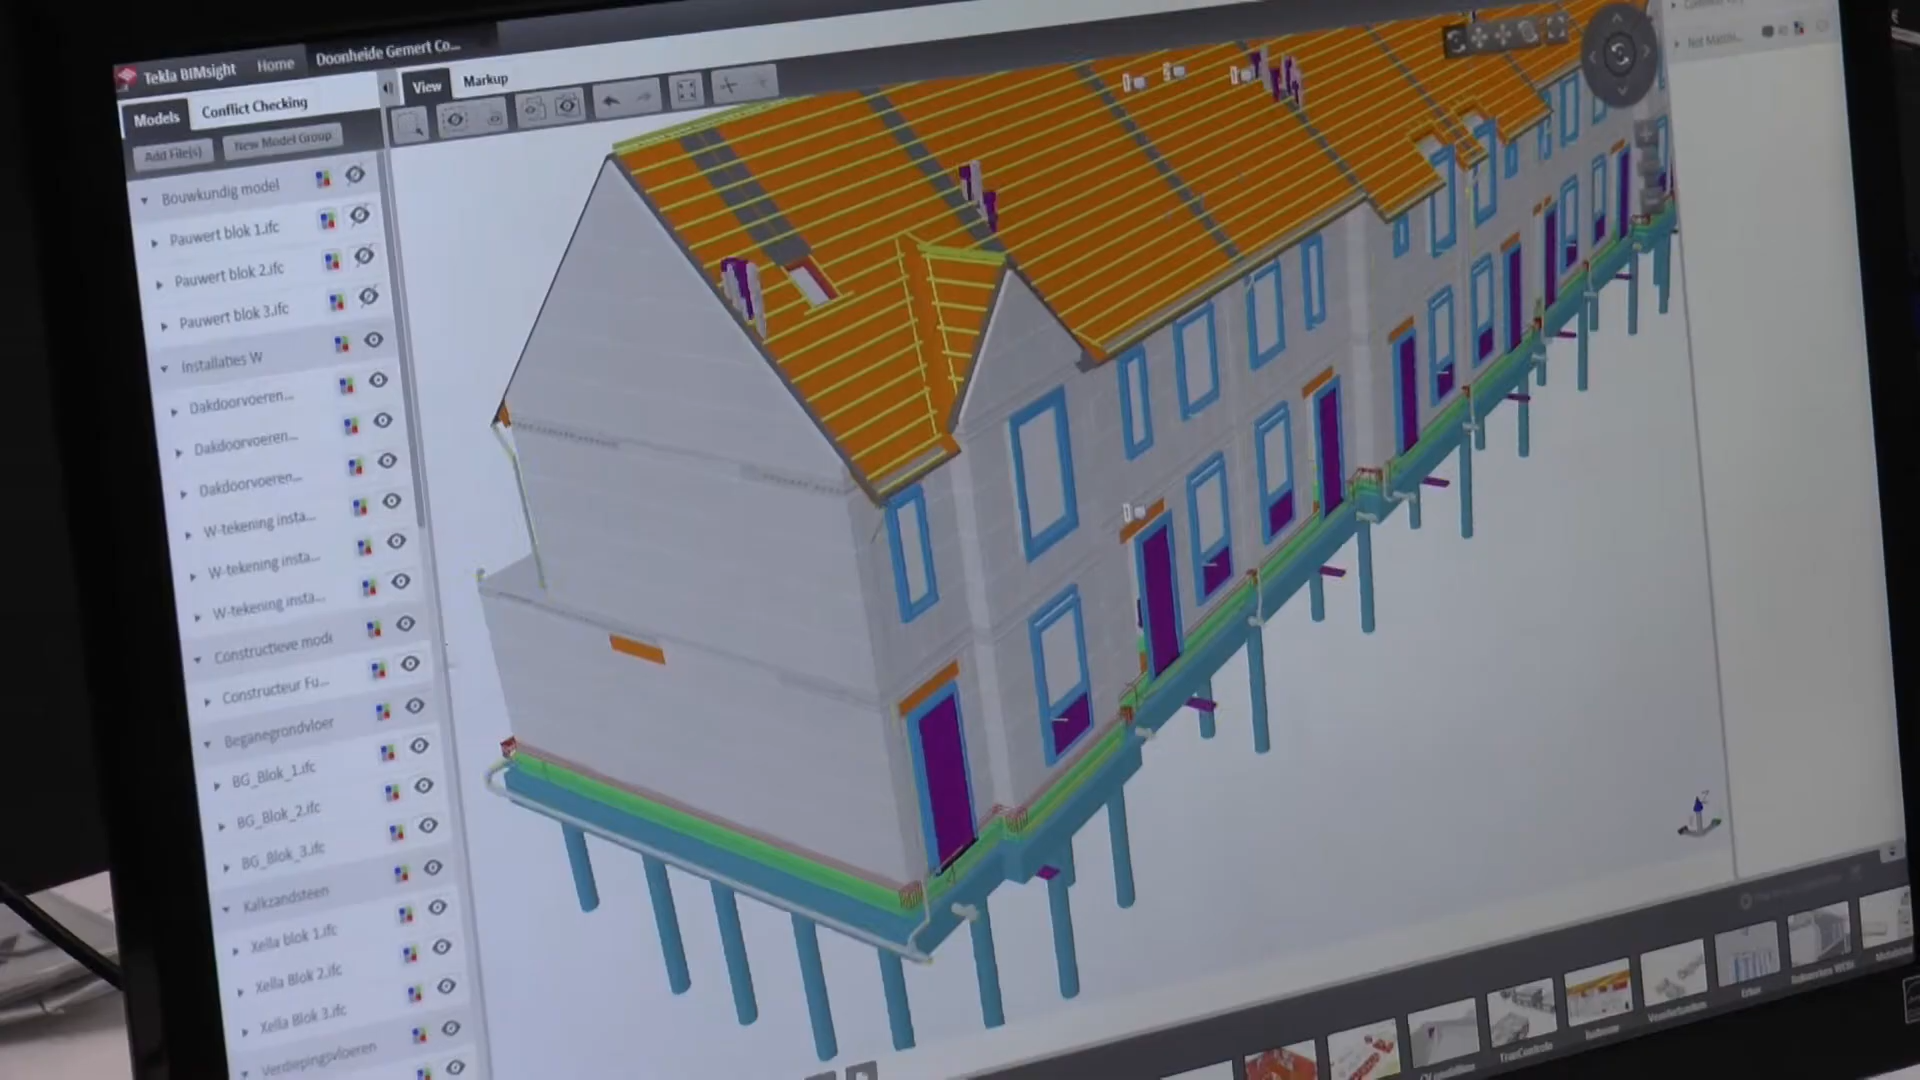 Tekla BIMsight
Home
Doonheide Gemert Co...
Models
Conflict Checking
View
Markup
Add File(s)
New Model Group
Bouwkundig model
Pauwert blok 1.ifc
Pauwert blok 2.ifc
Pauwert blok 3.ifc
Installaties W
Dakdoorvoeren...
Dakdoorvoeren...
Dakdoorvoeren...
W-tekening insta...
W-tekening insta...
W-tekening insta...
Constructieve mode
Constructeur Fu...
Beganegrondvloer
BG_Blok_1.ifc
BG_Blok_2.ifc
BG_Blok_3.ifc
Kalkzandsteen
Xella blok 1.ifc
Xella Blok 2.ifc
Xella Blok 3.ifc
Verdiepingsvloeren